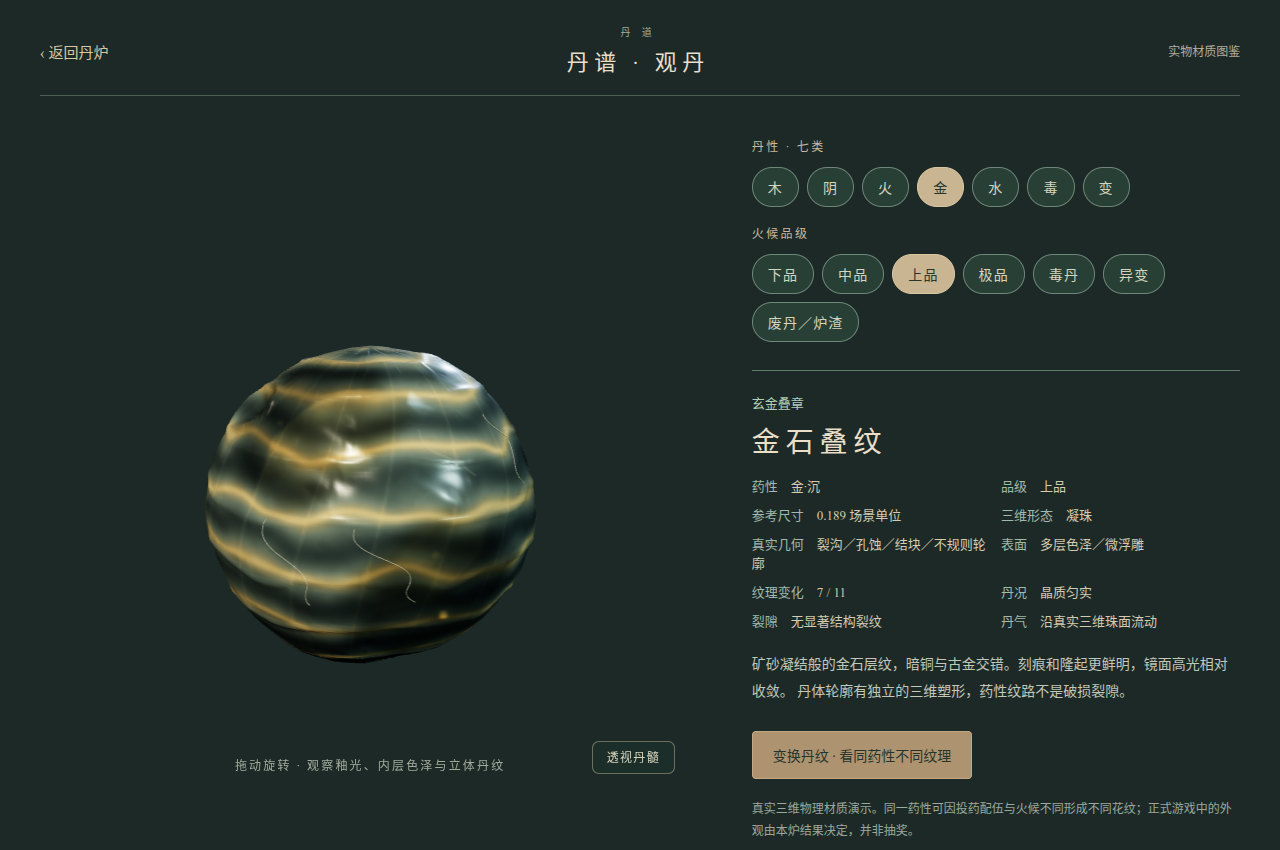 ‹ 返回丹炉
丹 道
丹谱 · 观丹
实物材质图鉴
丹性 · 七类
木 阴 火 金 水 毒 变
火候品级
下品 中品 上品 极品 毒丹 异变
废丹／炉渣
玄金叠章
金石叠纹
药性 金·沉 品级 上品
参考尺寸 0.189 场景单位 三维形态 凝珠
真实几何 裂沟／孔蚀／结块／不规则轮 表面 多层色泽／微浮雕
廓
纹理变化 7 / 11 丹况 晶质匀实
裂隙 无显著结构裂纹 丹气 沿真实三维珠面流动
矿砂凝结般的金石层纹，暗铜与古金交错。刻痕和隆起更鲜明，镜面高光相对
收敛。 丹体轮廓有独立的三维塑形，药性纹路不是破损裂隙。
透视丹髓
拖动旋转 · 观察釉光、内层色泽与立体丹纹
变换丹纹 · 看同药性不同纹理
真实三维物理材质演示。同一药性可因投药配伍与火候不同形成不同花纹；正式游戏中的外
观由本炉结果决定，并非抽奖。